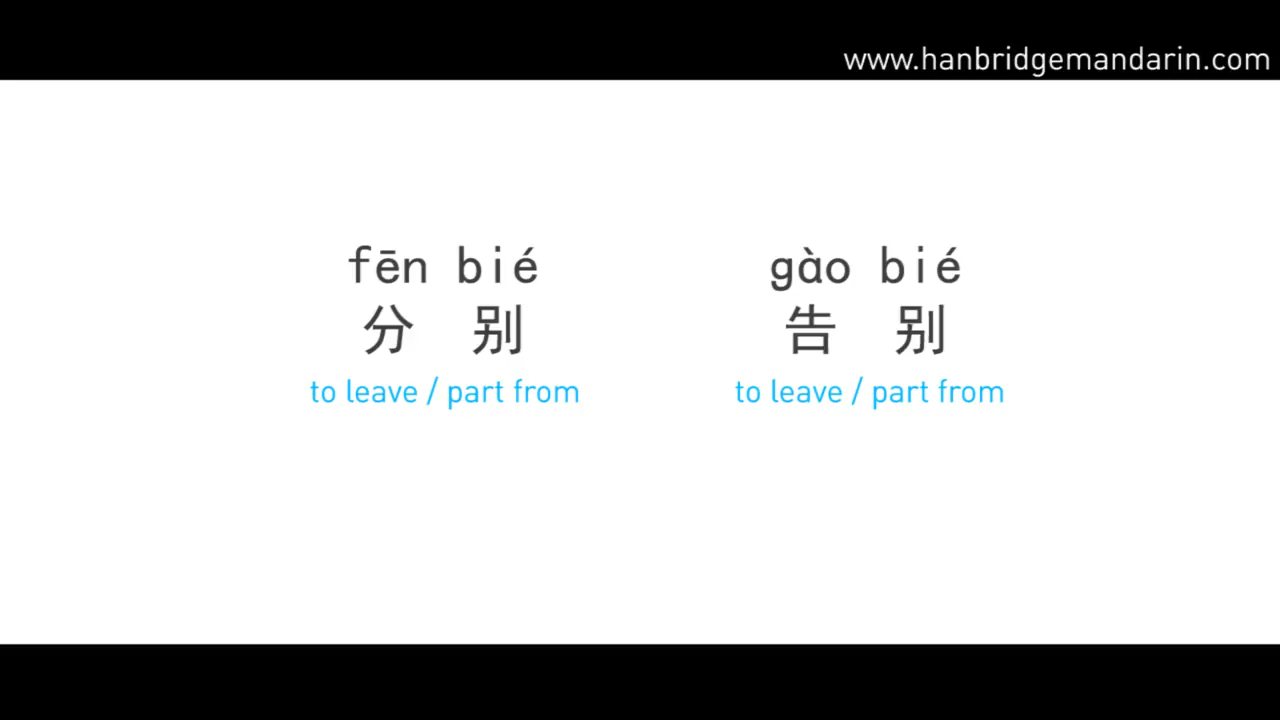 www.hanbridgemandarin.com
fēn bié
分 别
to leave / part from
gào bié
告 别
to leave / part from